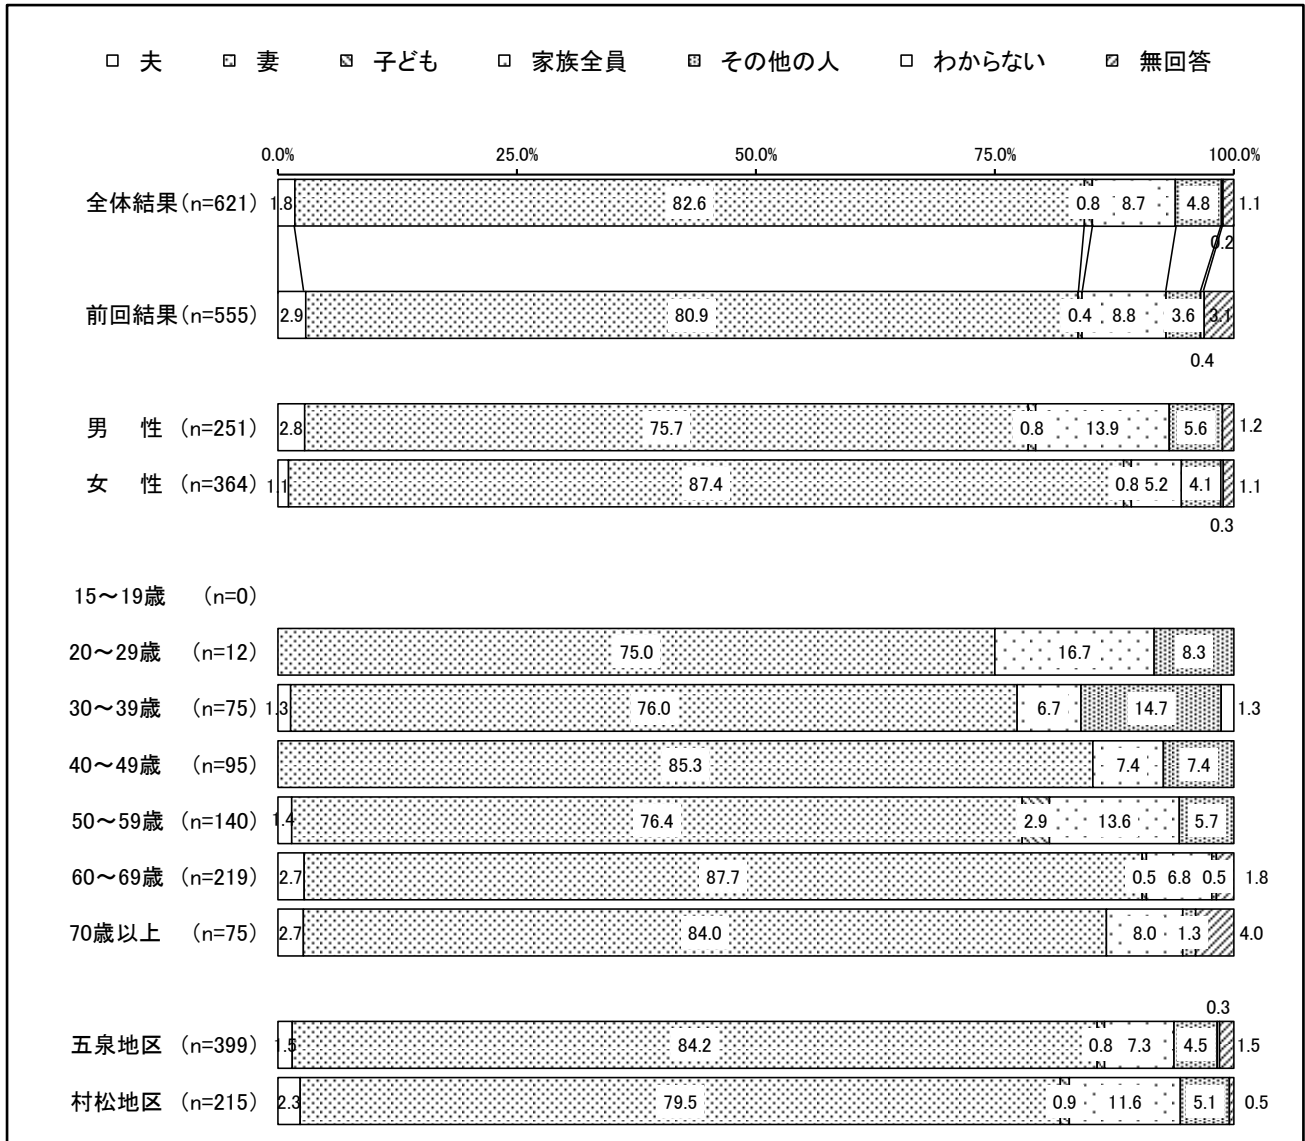 夫 妻 子ども 家族全員 その他の人 わからない 無回答
0.0% 25.0% 50.0% 75.0% 100.0%
全体結果(n=621) 1.8 82.6 0.8 8.7 4.8 1.1
0.2
前回結果(n=555) 2.9 80.9 0.4 8.8 3.6 3.1
0.4
男 性 (n=251) 2.8 75.7 0.8 13.9 5.6 1.2
女 性 (n=364) 1.1 87.4 0.8 5.2 4.1 1.1
0.3
15～19歳 (n=0)
20～29歳 (n=12) 75.0 16.7 8.3
30～39歳 (n=75) 1.3 76.0 6.7 14.7 1.3
40～49歳 (n=95) 85.3 7.4 7.4
50～59歳 (n=140) 1.4 76.4 2.9 13.6 5.7
60～69歳 (n=219) 2.7 87.7 0.5 6.8 0.5 1.8
70歳以上 (n=75) 2.7 84.0 8.0 1.3 4.0
0.3
五泉地区 (n=399) 1.5 84.2 0.8 7.3 4.5 1.5
村松地区 (n=215) 2.3 79.5 0.9 11.6 5.1 0.5